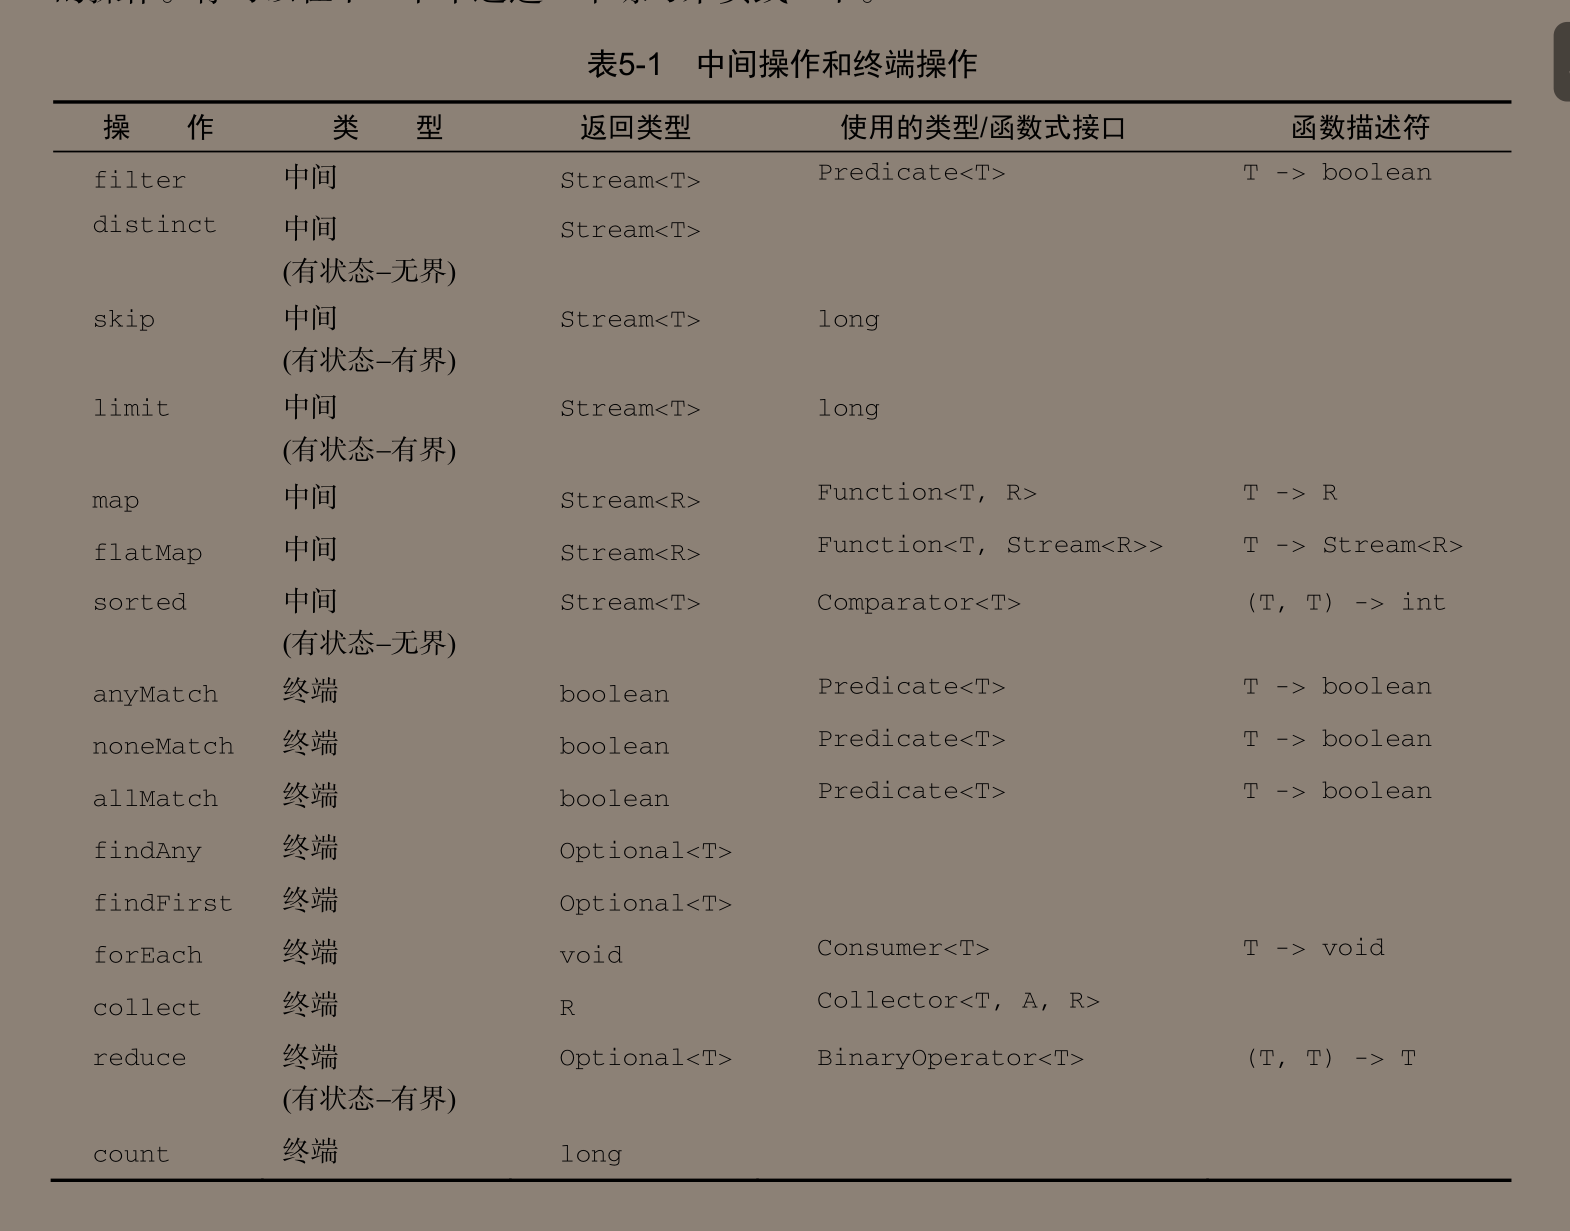 表5-1 中间操作和终端操作
操 作 类 型 返回类型 使用的类型/函数式接口 函数描述符
filter 中间 Stream<T> Predicate<T> T -> boolean
distinct 中间 Stream<T>
(有状态–无界)
skip 中间 Stream<T> long
(有状态–有界)
limit 中间 Stream<T> long
(有状态–有界)
map 中间 Stream<R> Function<T, R> T -> R
flatMap 中间 Stream<R> Function<T, Stream<R>> T -> Stream<R>
sorted 中间 Stream<T> Comparator<T> (T, T) -> int
(有状态–无界)
anyMatch 终端 boolean Predicate<T> T -> boolean
noneMatch 终端 boolean Predicate<T> T -> boolean
allMatch 终端 boolean Predicate<T> T -> boolean
findAny 终端 Optional<T>
findFirst 终端 Optional<T>
forEach 终端 void Consumer<T> T -> void
collect 终端 R Collector<T, A, R>
reduce 终端 Optional<T> BinaryOperator<T> (T, T) -> T
(有状态–有界)
count 终端 long